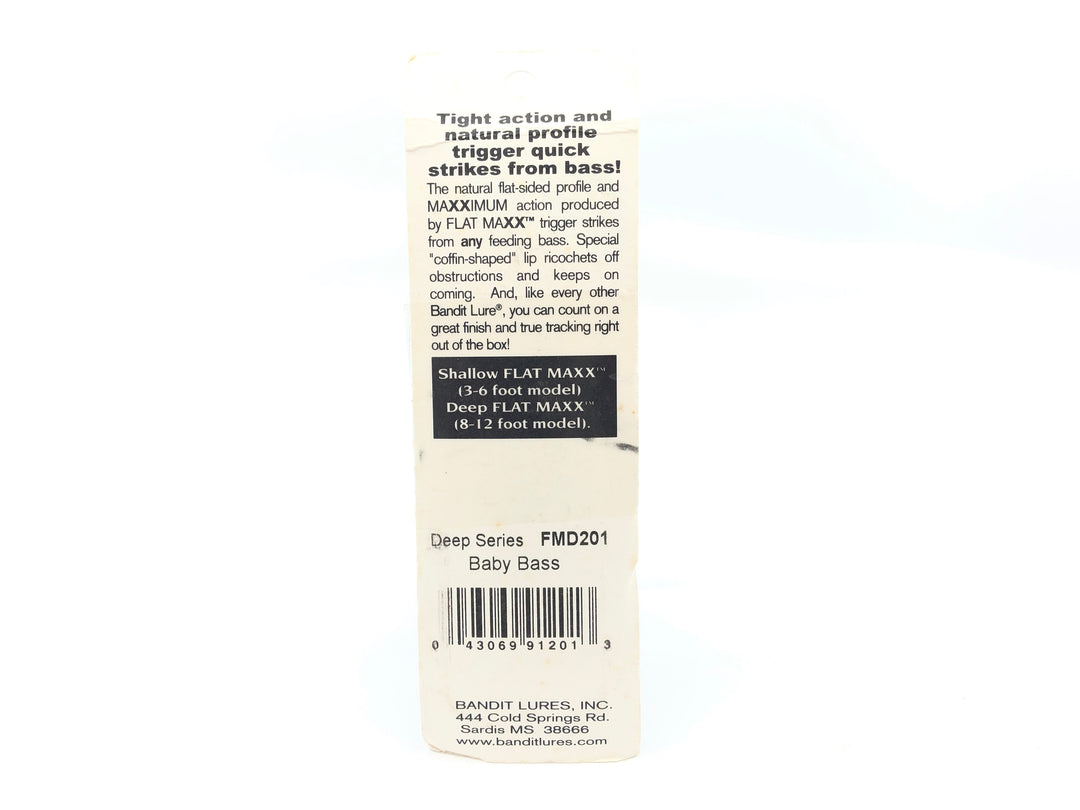 Tight action and
natural profile
trigger quick
strikes from bass!
The natural flat-sided profile and
MAXXIMUM action produced
by FLAT MAXX™ trigger strikes
from any feeding bass. Special
"coffin-shaped" lip ricochets off
obstructions and keeps on
coming. And, like every other
Bandit Lure®, you can count on a
great finish and true tracking right
out of the box!
Shallow FLAT MAXX™
(3-6 foot model)
Deep FLAT MAXX™
(8-12 foot model).
Deep Series FMD201
Baby Bass
0 43069 91201 3
BANDIT LURES, INC.
444 Cold Springs Rd.
Sardis MS 38666
www.banditlures.com